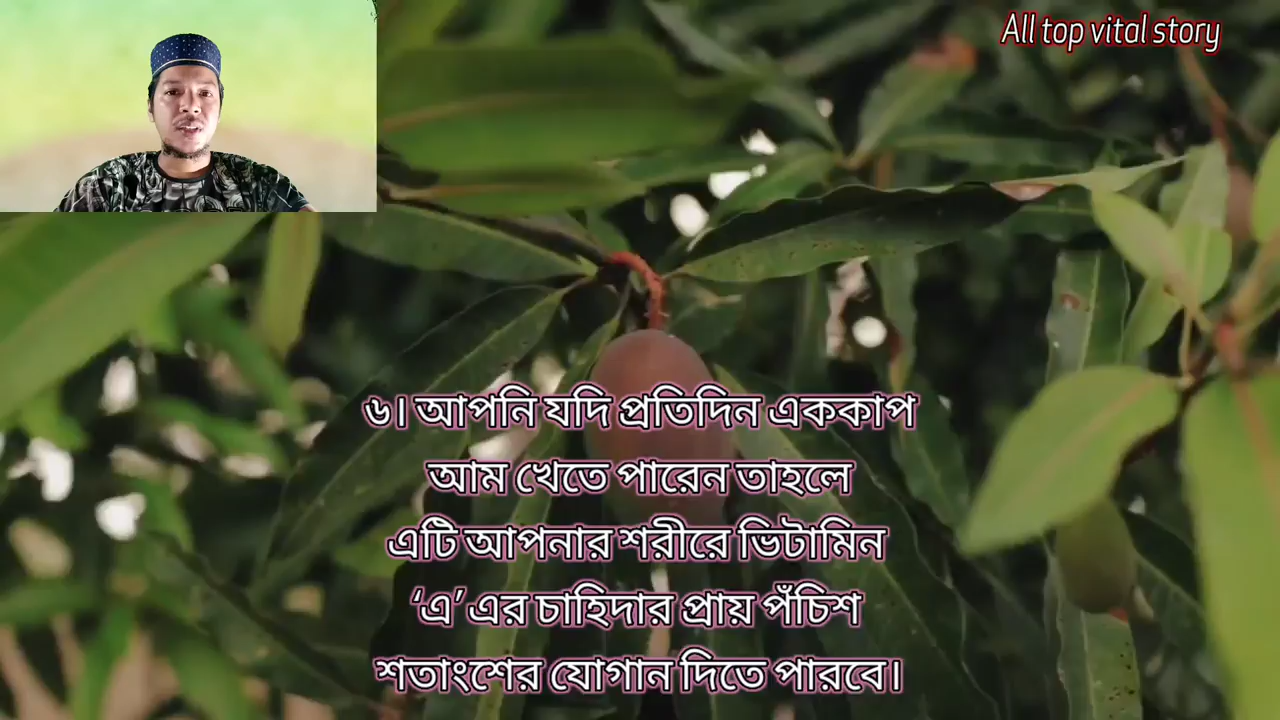 All top vital story
৬। আপনি যদি প্রতিদিন এককাপ
আম খেতে পারেন তাহলে
এটি আপনার শরীরে ভিটামিন
‘এ’ এর চাহিদার প্রায় পঁচিশ
শতাংশের যোগান দিতে পারবে।